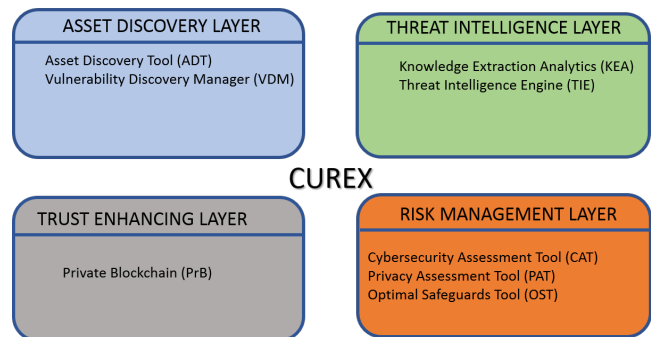 ASSET DISCOVERY LAYER
Asset Discovery Tool (ADT)
Vulnerability Discovery Manager (VDM)
THREAT INTELLIGENCE LAYER
Knowledge Extraction Analytics (KEA)
Threat Intelligence Engine (TIE)
CUREX
TRUST ENHANCING LAYER
Private Blockchain (PrB)
RISK MANAGEMENT LAYER
Cybersecurity Assessment Tool (CAT)
Privacy Assessment Tool (PAT)
Optimal Safeguards Tool (OST)